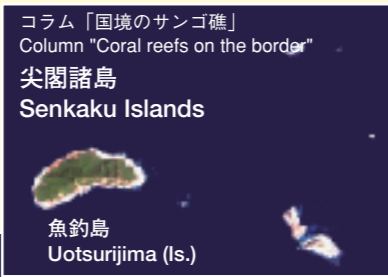 コラム「国境のサンゴ礁」
Column "Coral reefs on the border"
尖閣諸島
Senkaku Islands
魚釣島
Uotsurijima (Is.)